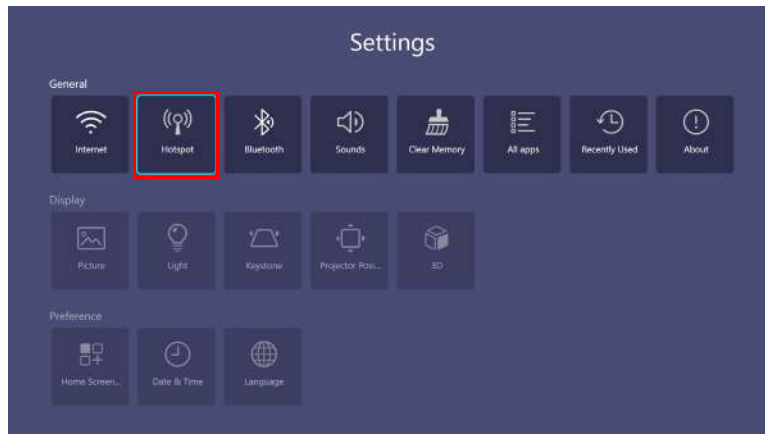 Settings
General
Internet
Hotspot
Bluetooth
Sounds
Clear Memory
All apps
Recently Used
About
Display
Picture
Light
Keystone
Projector Posi...
3D
Preference
Home Screen...
Date & Time
Language